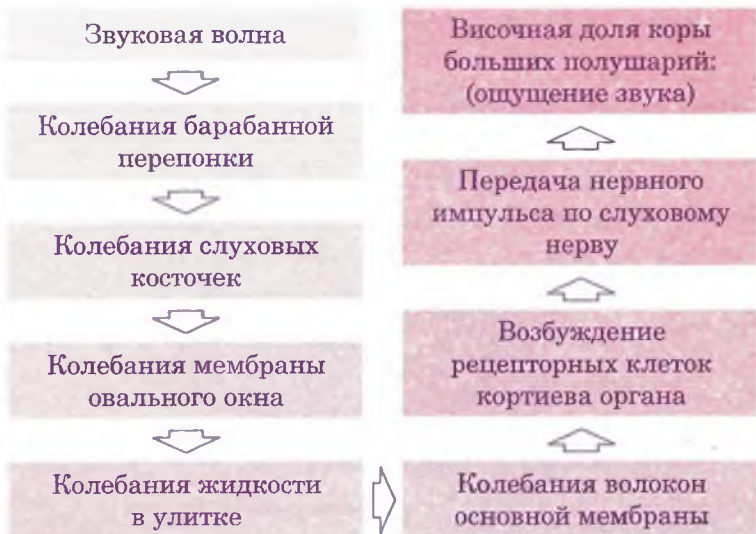 Звуковая волна
Колебания барабанной
перепонки
Колебания слуховых
косточек
Колебания мембраны
овального окна
Колебания жидкости
в улитке
Колебания волокон
основной мембраны
Возбуждение
рецепторных клеток
кортиева органа
Передача нервного
импульса по слуховому
нерву
Височная доля коры
больших полушарий:
(ощущение звука)